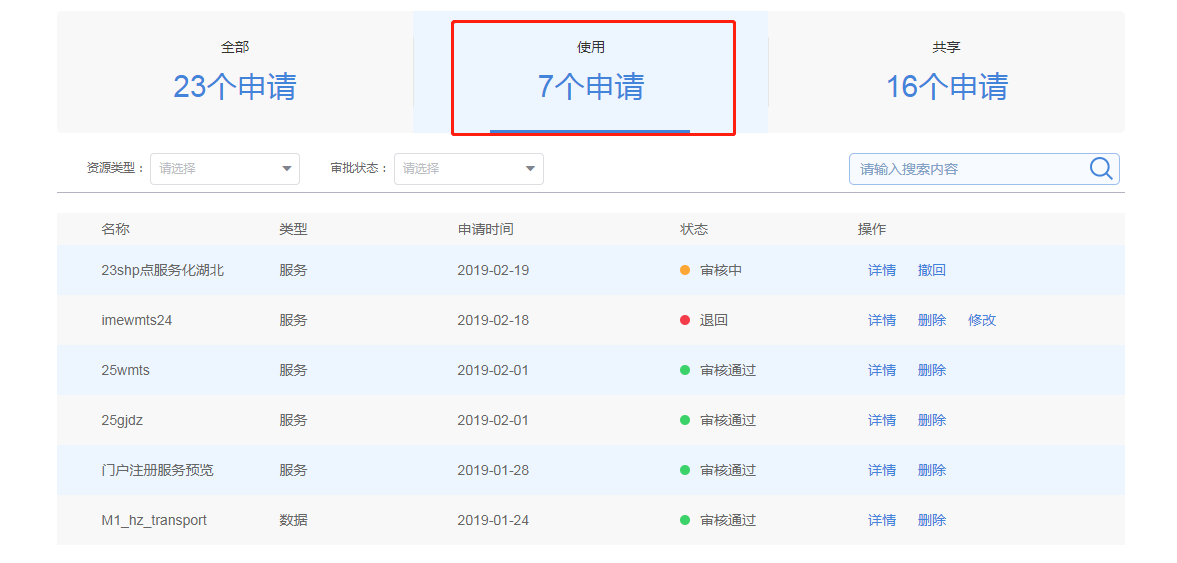 全部 使用 共享
23个申请 7个申请 16个申请
资源类型： 请选择 审批状态： 请选择 请输入搜索内容
名称 类型 申请时间 状态 操作
23shp点服务化湖北 服务 2019-02-19 审核中 详情 撤回
imewmts24 服务 2019-02-18 退回 详情 删除 修改
25wmts 服务 2019-02-01 审核通过 详情 删除
25gjdz 服务 2019-02-01 审核通过 详情 删除
门户注册服务预览 服务 2019-01-28 审核通过 详情 删除
M1_hz_transport 数据 2019-01-24 审核通过 详情 删除